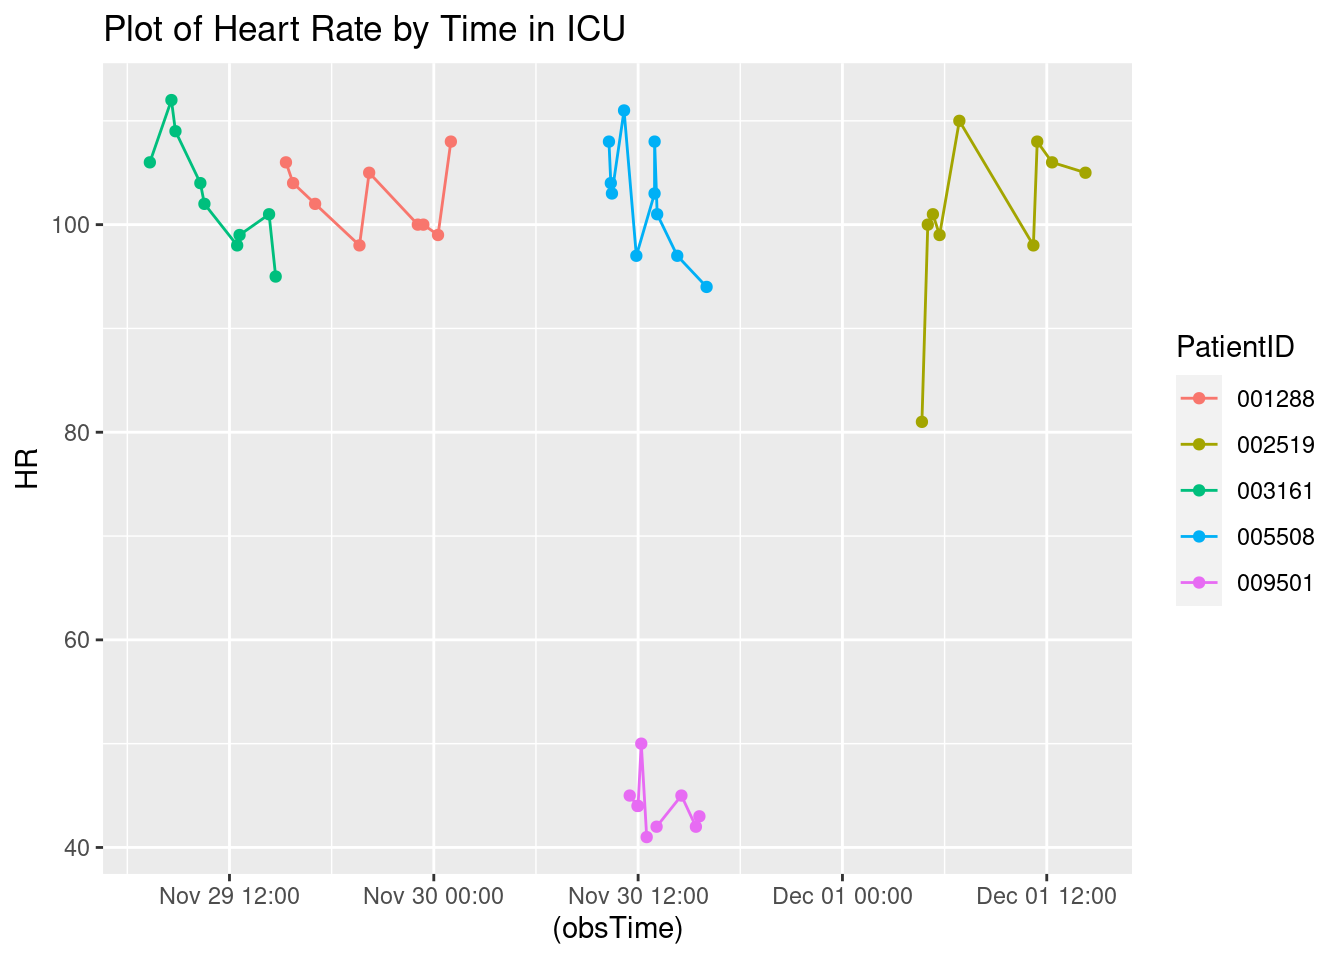 Plot of Heart Rate by Time in ICU
HR
100
80
60
40
Nov 29 12:00
Nov 30 00:00
Nov 30 12:00
Dec 01 00:00
Dec 01 12:00
(obsTime)
PatientID
001288
002519
003161
005508
009501